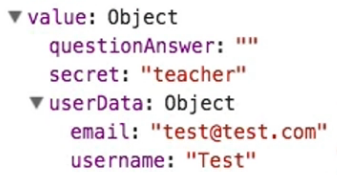 ▼ value: Object
questionAnswer: ""
secret: "teacher"
▼ userData: Object
email: "test@test.com"
username: "Test"